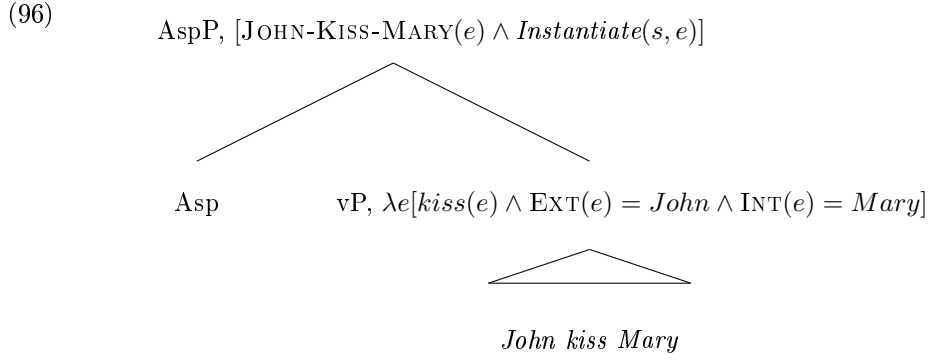 (96)
AspP, [JOHN-KISS-MARY(e) ∧ Instantiate(s, e)]
Asp
vP, λe[kiss(e) ∧ EXT(e) = John ∧ INT(e) = Mary]
John kiss Mary